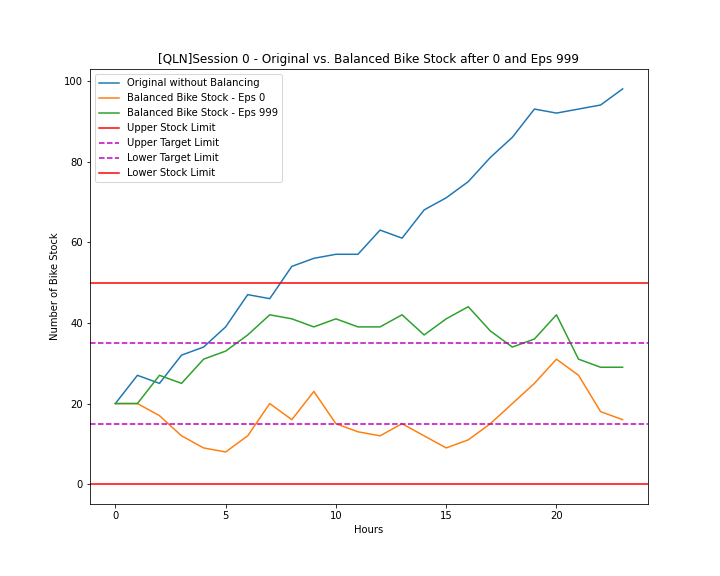 [QLN]Session 0 - Original vs. Balanced Bike Stock after 0 and Eps 999
100
80
60
40
20
0
Number of Bike Stock
Original without Balancing
Balanced Bike Stock - Eps 0
Balanced Bike Stock - Eps 999
Upper Stock Limit
Upper Target Limit
Lower Target Limit
Lower Stock Limit
0
5
10
15
20
Hours